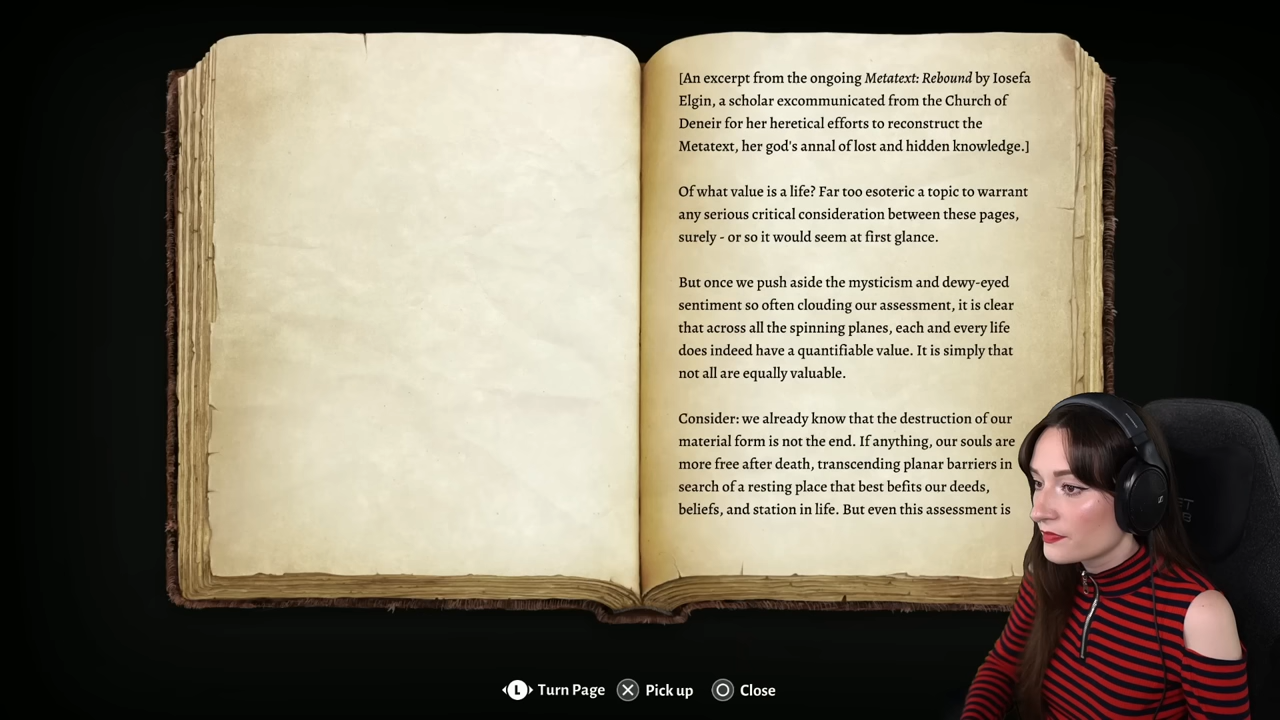 [An excerpt from the ongoing Metatext: Rebound by Iosefa
Elgin, a scholar excommunicated from the Church of
Deneir for her heretical efforts to reconstruct the
Metatext, her god's annal of lost and hidden knowledge.]
Of what value is a life? Far too esoteric a topic to warrant
any serious critical consideration between these pages,
surely - or so it would seem at first glance.
But once we push aside the mysticism and dewy-eyed
sentiment so often clouding our assessment, it is clear
that across all the spinning planes, each and every life
does indeed have a quantifiable value. It is simply that
not all are equally valuable.
Consider: we already know that the destruction of our
material form is not the end. If anything, our souls are
more free after death, transcending planar barriers in
search of a resting place that best befits our deeds,
beliefs, and station in life. But even this assessment is
L Turn Page Pick up Close